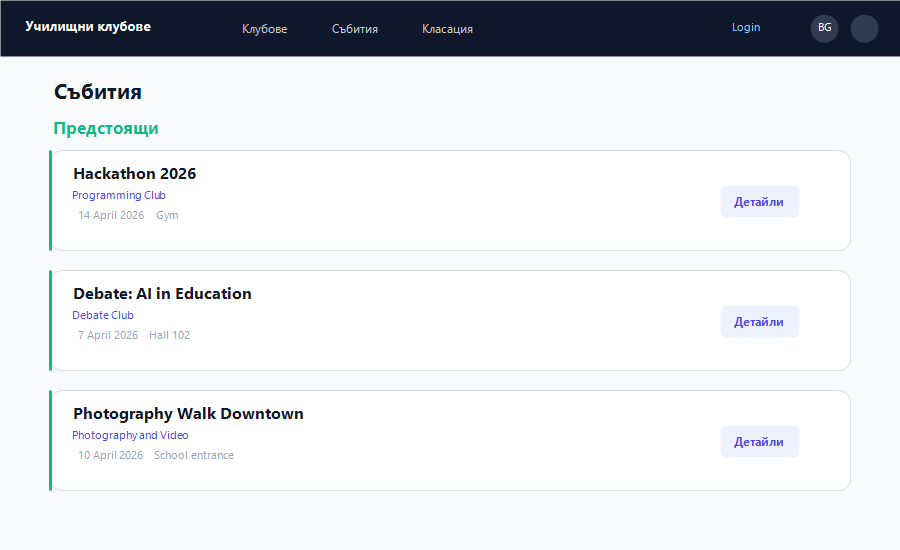 Училищни клубове Клубове Събития Класация Login BG
Събития
Предстоящи
Hackathon 2026
Programming Club
14 April 2026 Gym
Детайли
Debate: AI in Education
Debate Club
7 April 2026 Hall 102
Детайли
Photography Walk Downtown
Photography and Video
10 April 2026 School entrance
Детайли